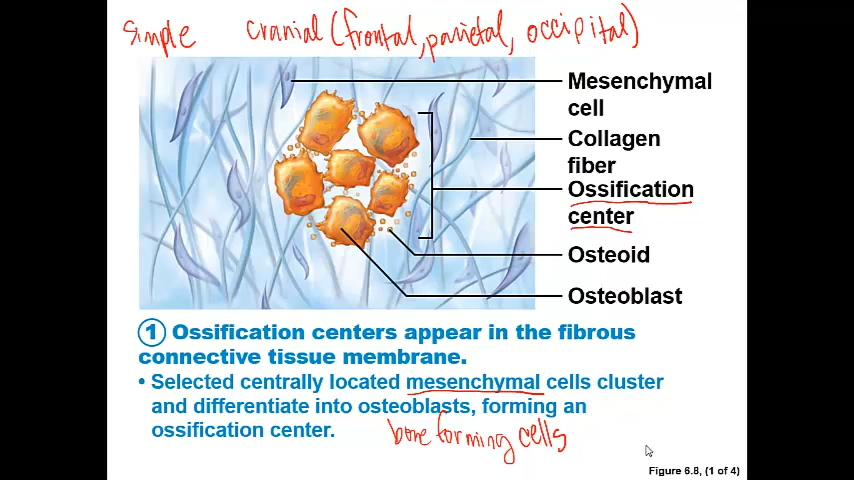 simple cranial (frontal, parietal, occipital)
Mesenchymal
cell
Collagen
fiber
Ossification
center
Osteoid
Osteoblast
1 Ossification centers appear in the fibrous
connective tissue membrane.
• Selected centrally located mesenchymal cells cluster
and differentiate into osteoblasts, forming an
ossification center.
bone forming cells
Figure 6.8, (1 of 4)